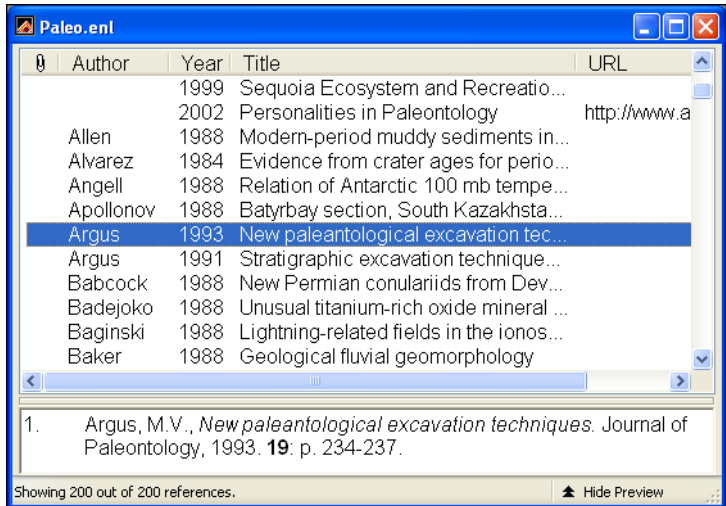 Paleo.enl
Author Year Title URL
1999 Sequoia Ecosystem and Recreatio...
2002 Personalities in Paleontology http://www.a
Allen 1988 Modern-period muddy sediments in...
Alvarez 1984 Evidence from crater ages for perio...
Angell 1988 Relation of Antarctic 100 mb tempe...
Apollonov 1988 Batyrbay section, South Kazakhsta...
Argus 1993 New paleantological excavation tec...
Argus 1991 Stratigraphic excavation technique...
Babcock 1988 New Permian conulariids from Dev...
Badejoko 1988 Unusual titanium-rich oxide mineral ...
Baginski 1988 Lightning-related fields in the ionos...
Baker 1988 Geological fluvial geomorphology
1. Argus, M.V., New paleantological excavation techniques. Journal of
Paleontology, 1993. 19: p. 234-237.
Showing 200 out of 200 references. Hide Preview